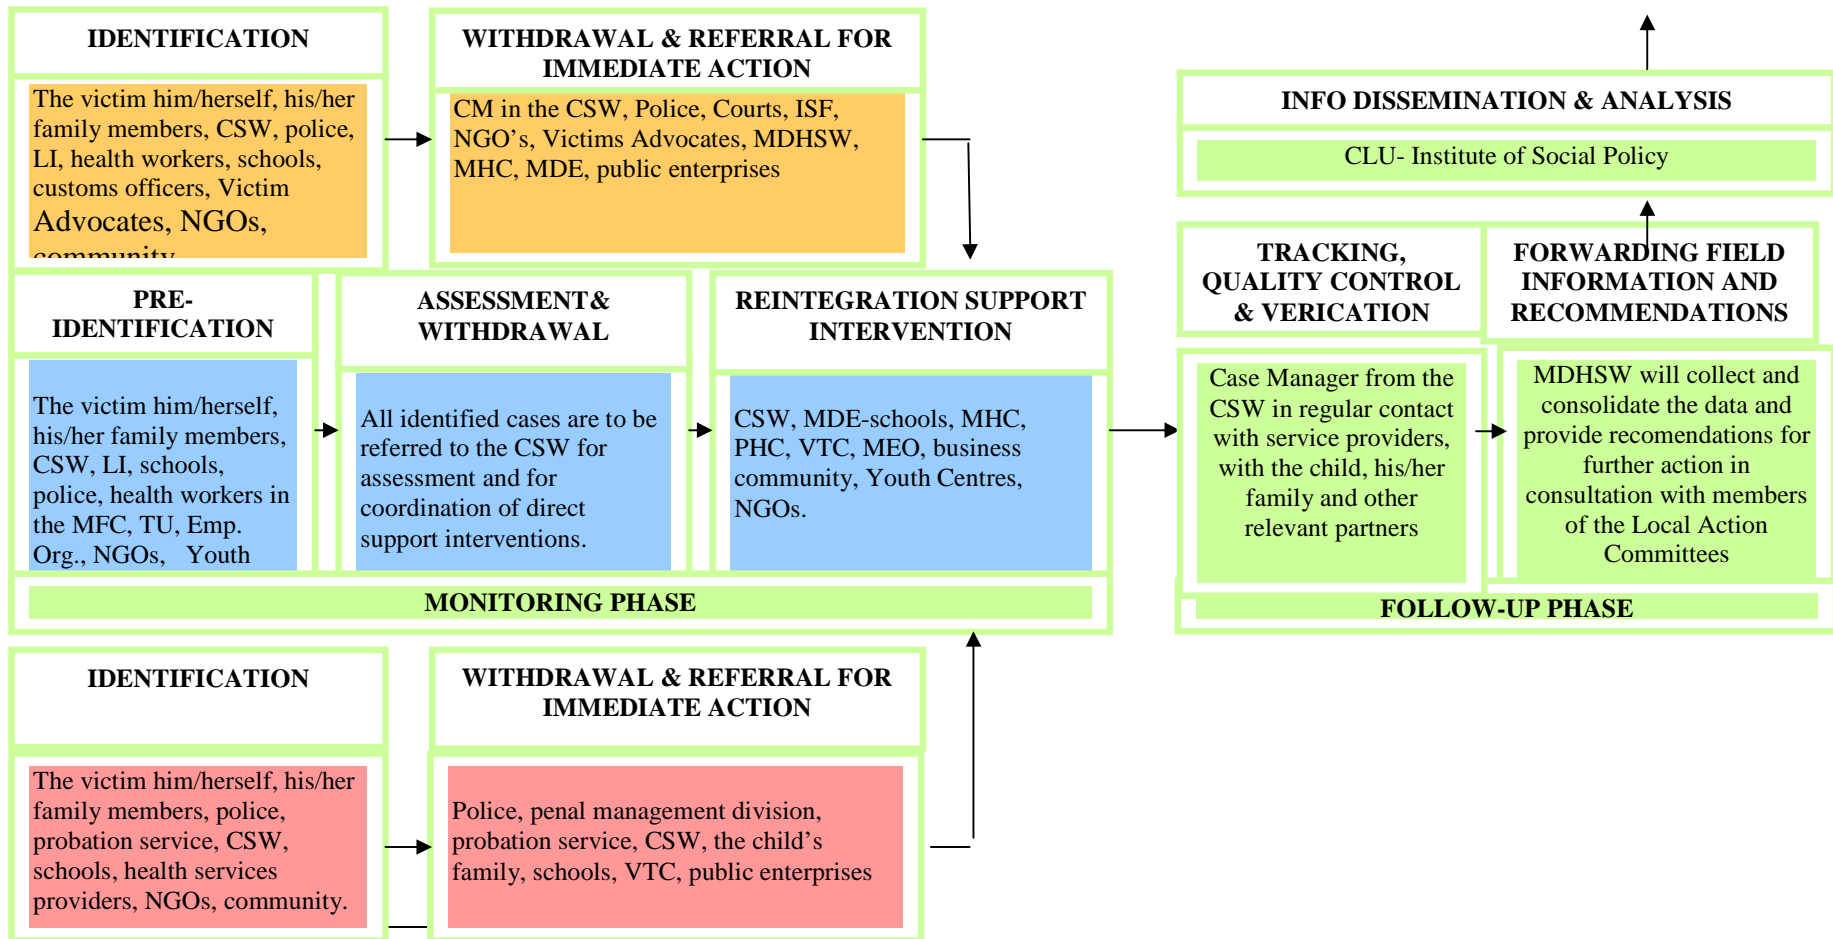 IDENTIFICATION
The victim him/herself, his/her
family members, CSW, police,
LI, health workers, schools,
customs officers, Victim
Advocates, NGOs,
community
WITHDRAWAL & REFERRAL FOR
IMMEDIATE ACTION
CM in the CSW, Police, Courts, ISF,
NGO’s, Victims Advocates, MDHSW,
MHC, MDE, public enterprises
INFO DISSEMINATION & ANALYSIS
CLU- Institute of Social Policy
PRE-
IDENTIFICATION
The victim him/herself,
his/her family members,
CSW, LI, schools,
police, health workers in
the MFC, TU, Emp.
Org., NGOs, Youth
ASSESSMENT&
WITHDRAWAL
All identified cases are to be
referred to the CSW for
assessment and for
coordination of direct
support interventions.
REINTEGRATION SUPPORT
INTERVENTION
CSW, MDE-schools, MHC,
PHC, VTC, MEO, business
community, Youth Centres,
NGOs.
MONITORING PHASE
TRACKING,
QUALITY CONTROL
& VERICATION
Case Manager from the
CSW in regular contact
with service providers,
with the child, his/her
family and other
relevant partners
FORWARDING FIELD
INFORMATION AND
RECOMMENDATIONS
MDHSW will collect and
consolidate the data and
provide recomendations for
further action in
consultation with members
of the Local Action
Committees
FOLLOW-UP PHASE
IDENTIFICATION
The victim him/herself, his/her
family members, police,
probation service, CSW,
schools, health services
providers, NGOs, community.
WITHDRAWAL & REFERRAL FOR
IMMEDIATE ACTION
Police, penal management division,
probation service, CSW, the child’s
family, schools, VTC, public enterprises